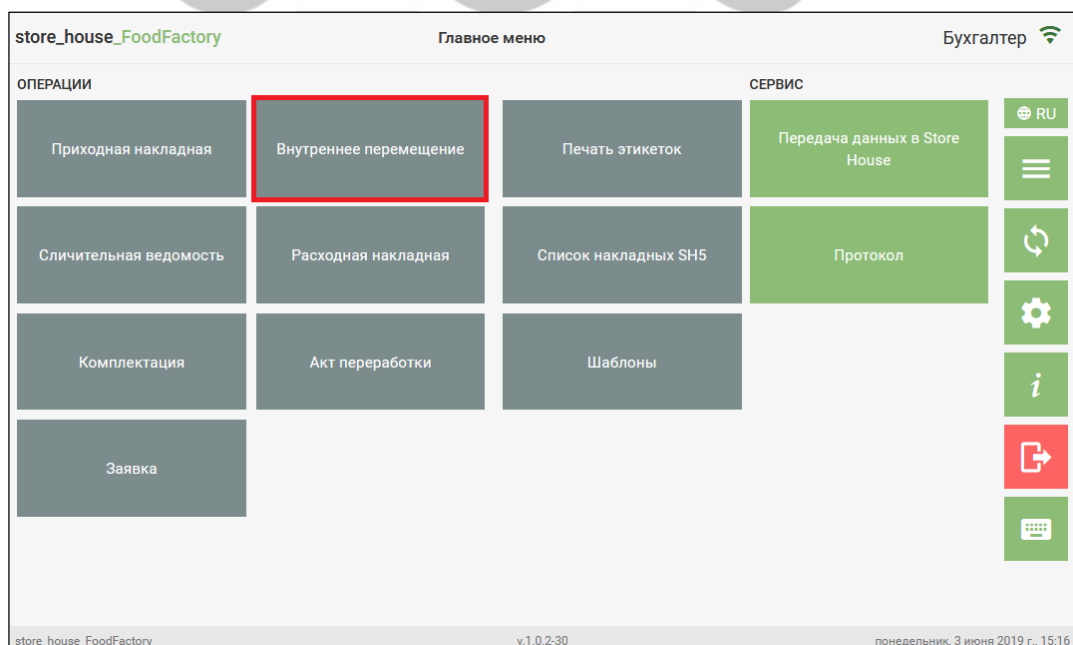 store_house_FoodFactory
Главное меню
Бухгалтер
ОПЕРАЦИИ
СЕРВИС
Приходная накладная
Внутреннее перемещение
Печать этикеток
Передача данных в Store
House
RU
Сличительная ведомость
Расходная накладная
Список накладных SH5
Протокол
Комплектация
Акт переработки
Шаблоны
i
Заявка
store_house_FoodFactory
v.1.0.2-30
понедельник, 3 июня 2019 г., 15:16